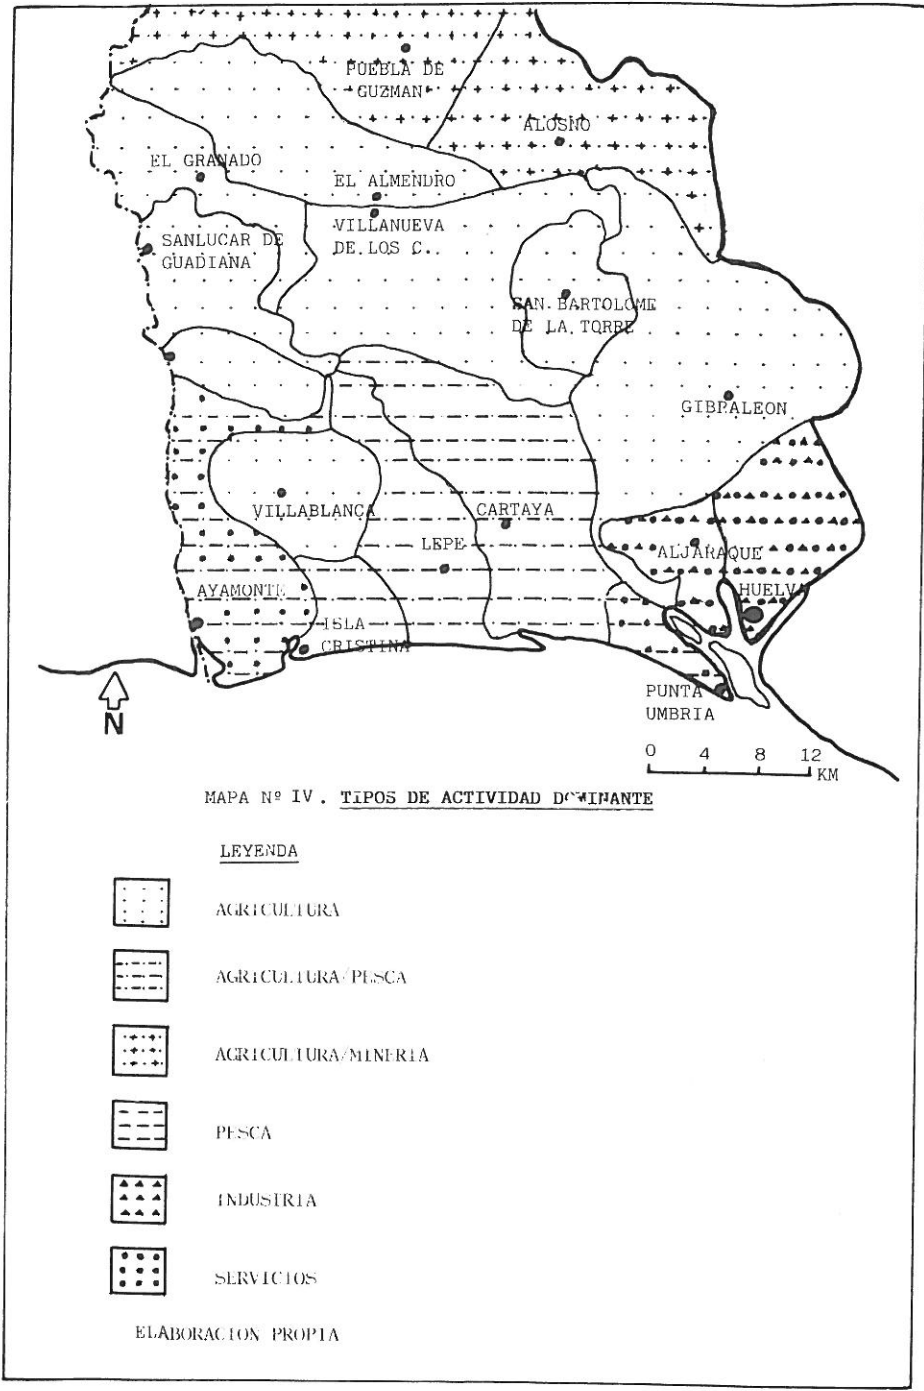 PUEBLA DE
GUZMAN
ALOSNO
EL GRANADO
EL ALMENDRO
VILLANUEVA
DE LOS C.
SANLUCAR DE
GUADIANA
SAN BARTOLOME
DE LA TORRE
GIBRALEON
VILLABLANCA
CARTAYA
LEPE
ALJARAQUE
HUELVA
AYAMONTE
ISLA
CRISTINA
PUNTA
UMBRIA
N
0 4 8 12
KM
MAPA Nº IV. TIPOS DE ACTIVIDAD DOMINANTE
LEYENDA
AGRICULTURA
AGRICULTURA/PESCA
AGRICULTURA/MINERIA
PESCA
INDUSTRIA
SERVICIOS
ELABORACION PROPIA